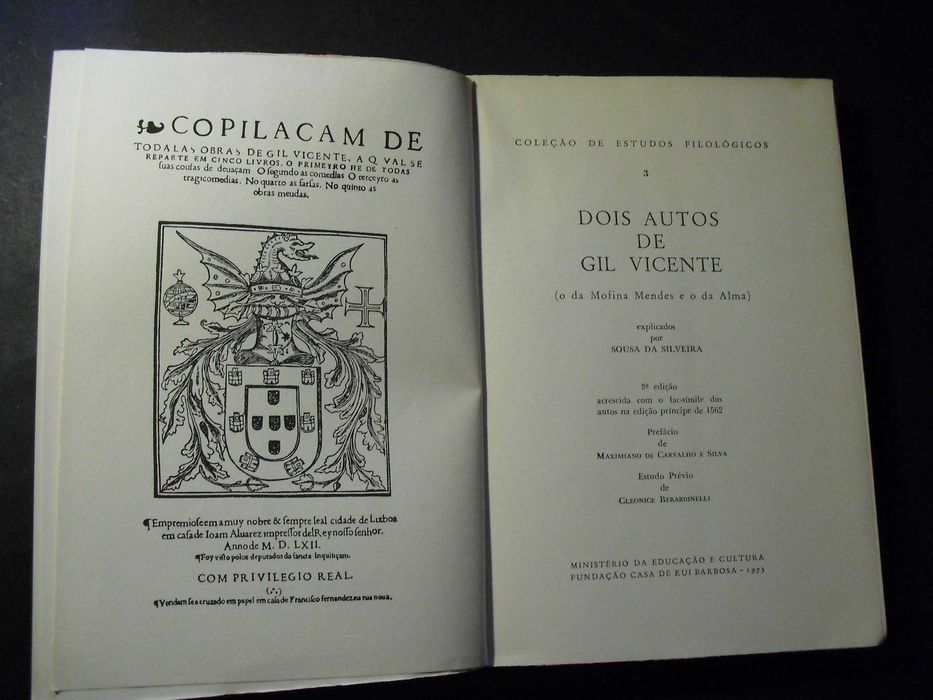 COPILACAM DE
TODALAS OBRAS DE GIL VICENTE, A Q VAL SE
REPARTE EM CINCO LIVROS. O PRIMEYRO HE DE TODAS
suas cousas de deuaçam O segundo as comedias O terceyro as
tragicomedias. No quarto as farsas. No quinto as
obras meudas.
¶ Empremiose em a muy nobre & sempre leal cidade de Lixboa
em casa de Ioam Aluarez impressor del Rey nosso senhor.
Anno de M. D. LXII.
¶ Foy visto polos deputados da sancta Inquisiçam.
COM PRIVILEGIO REAL.
(∴)
¶ Vendem se a cruzado em papel em casa de Francisco fernandez na rua noua.
COLEÇÃO DE ESTUDOS FILOLÓGICOS
3
DOIS AUTOS
DE
GIL VICENTE
(o da Mofina Mendes e o da Alma)
explicados
por
SOUSA DA SILVEIRA
3ª edição
acrescida com o fac-símile dos
autos na edição príncipe de 1562
Prefácio
de
MAXIMIANO DE CARVALHO E SILVA
Estudo Prévio
de
CLEONICE BERARDINELLI
MINISTÉRIO DA EDUCAÇÃO E CULTURA
FUNDAÇÃO CASA DE RUI BARBOSA - 1973